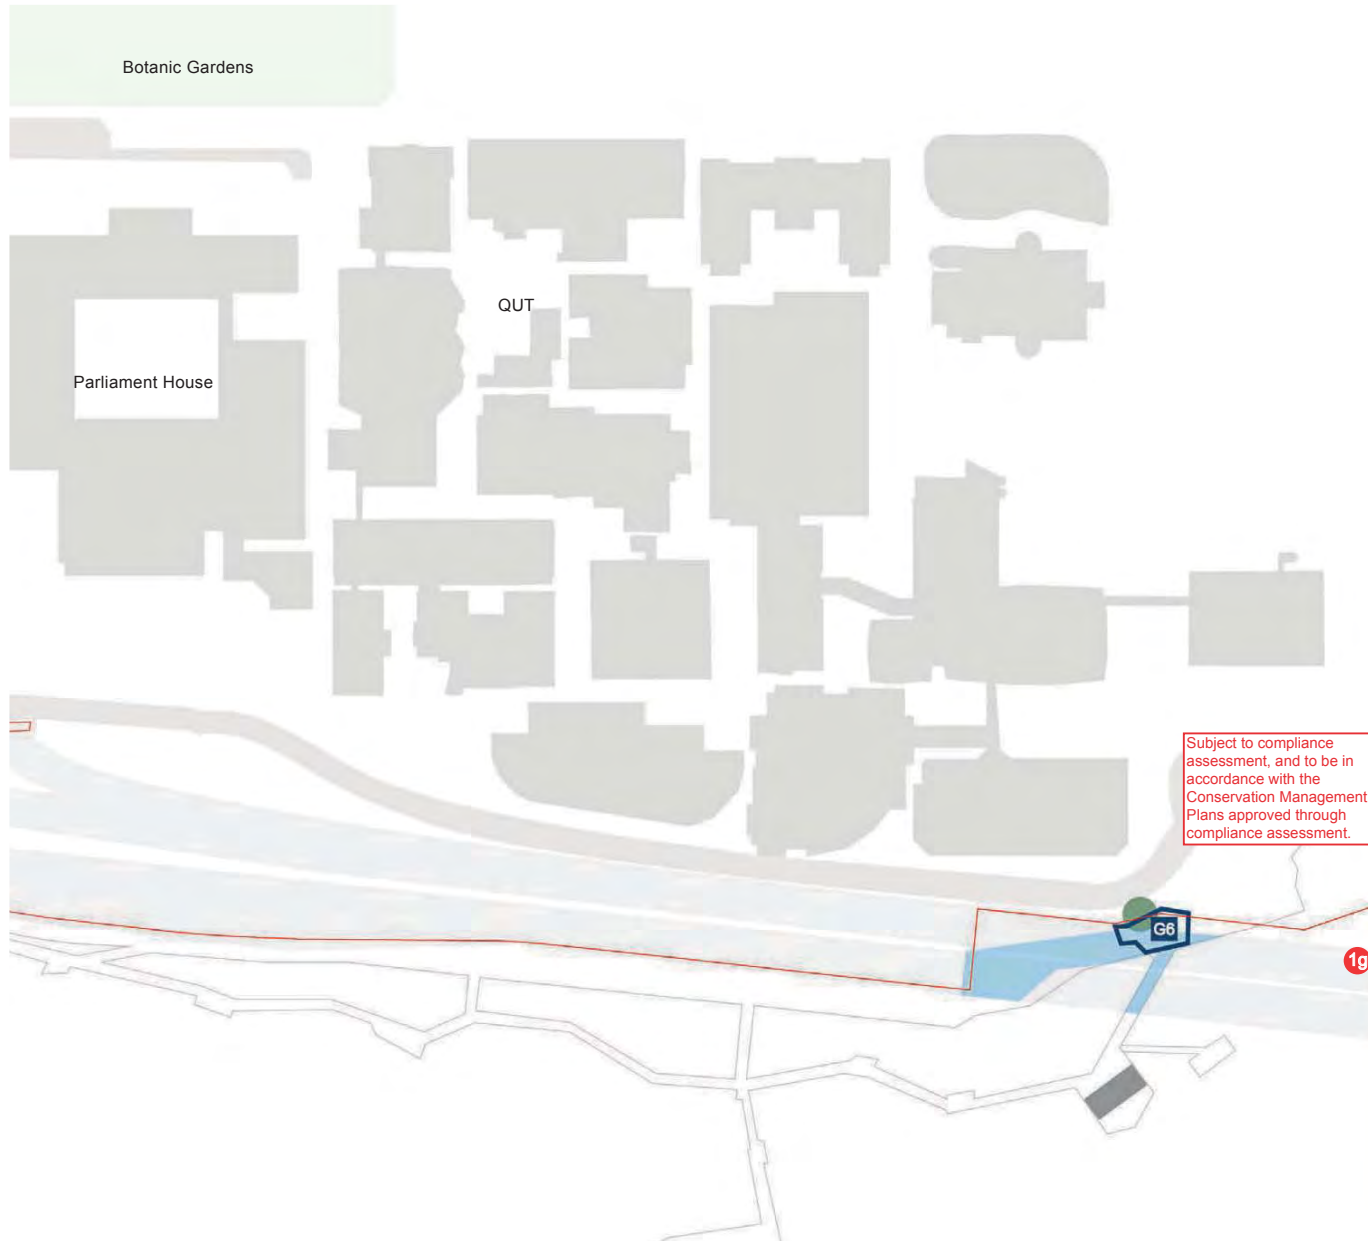 Botanic Gardens
QUT
Parliament House
Subject to compliance
assessment, and to be in
accordance with the
Conservation Management
Plans approved through
compliance assessment.
G6
1g